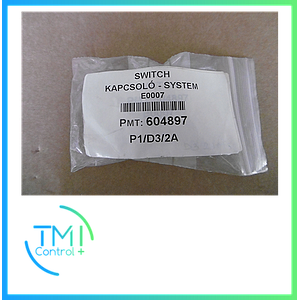 SWITCH
KAPCSOLÓ - SYSTEM
E0007
PMT: 604897
P1/D3/2A
TMI
Control +